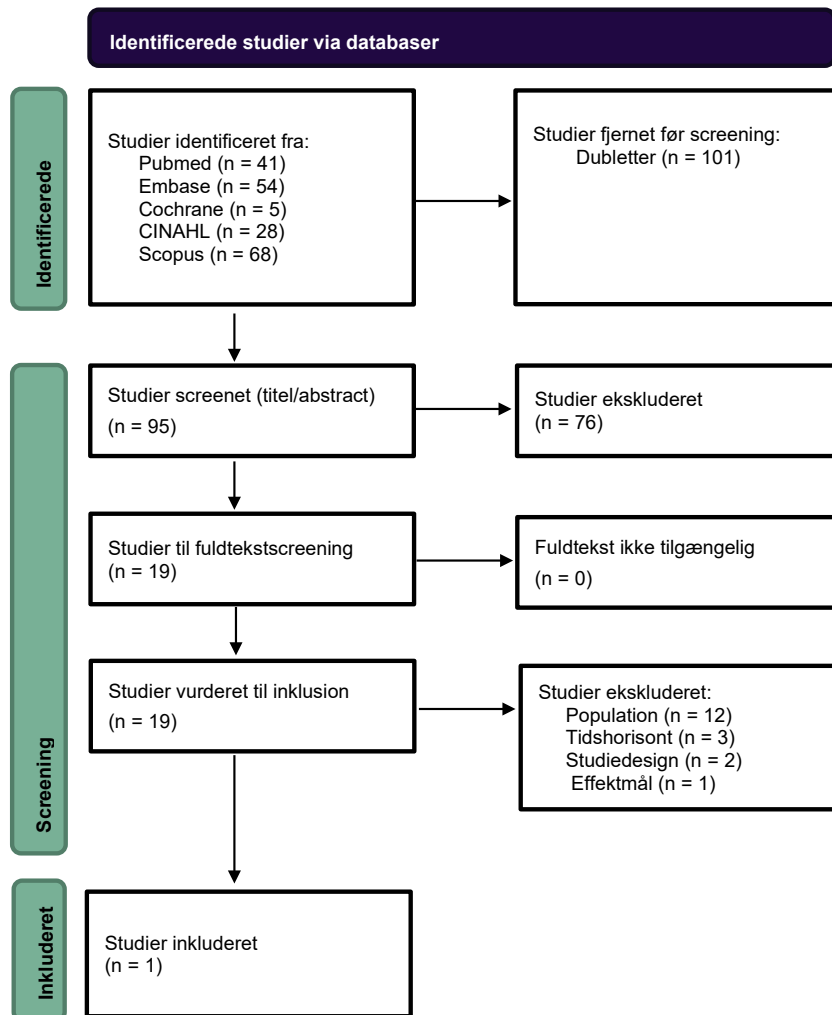 Identificerede studier via databaser
Identificerede
Studier identificeret fra:
Pubmed (n = 41)
Embase (n = 54)
Cochrane (n = 5)
CINAHL (n = 28)
Scopus (n = 68)
Studier fjernet før screening:
Dubletter (n = 101)
Screening
Studier screenet (titel/abstract)
(n = 95)
Studier ekskluderet
(n = 76)
Studier til fuldtekstscreening
(n = 19)
Fuldtekst ikke tilgængelig
(n = 0)
Studier vurderet til inklusion
(n = 19)
Studier ekskluderet:
Population (n = 12)
Tidshorisont (n = 3)
Studiedesign (n = 2)
Effektmål (n = 1)
Inkluderet
Studier inkluderet
(n = 1)